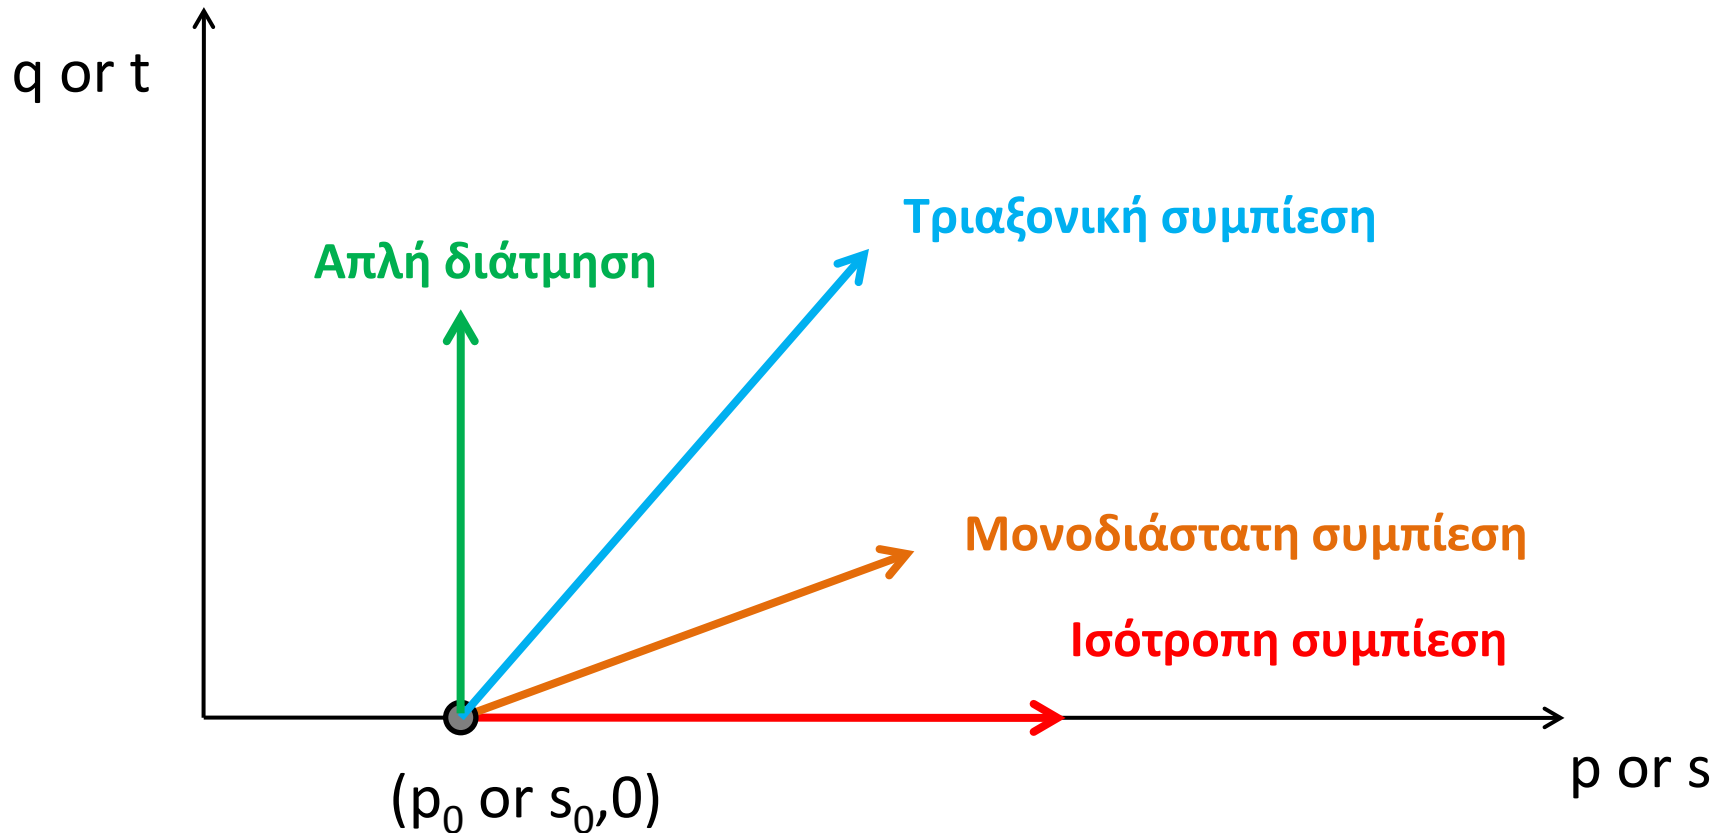 q or t
Τριαξονική συμπίεση
Απλή διάτμηση
Μονοδιάστατη συμπίεση
Ισότροπη συμπίεση
p or s
(p₀ or s₀,0)